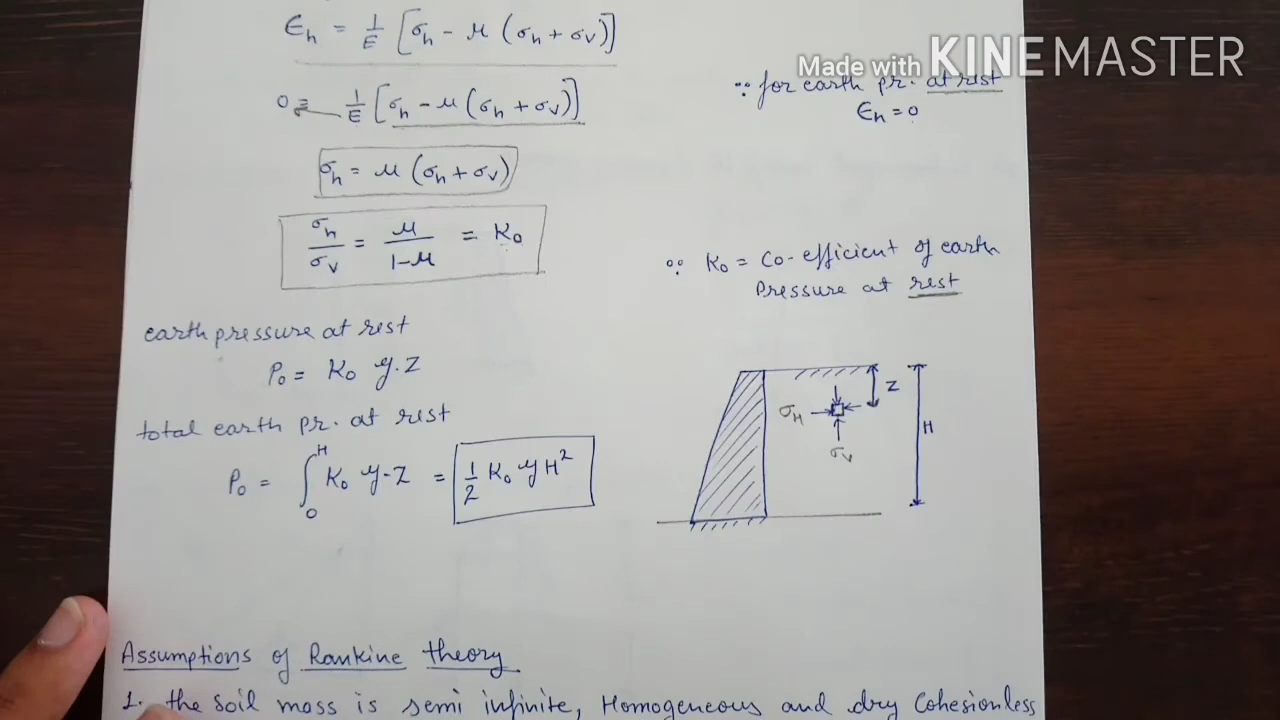 Made with KINEMASTER
ϵh = 1/E [σh - μ (σh + σv)]
∵ for earth pr. at rest
ϵh = 0
0 = 1/E [σh - μ (σh + σv)]
σh = μ (σh + σv)
σh/σv = μ/1-μ = K0
∵ K0 = Co-efficient of earth
Pressure at rest
earth pressure at rest
P0 = K0 γ.Z
total earth pr. at rest
P0 = ∫0^H K0 γ-Z = 1/2 K0 γH²
Z
H
σH
σv
Assumptions of Rankine theory
1. the soil mass is semi infinite, Homogeneous and dry Cohesionless